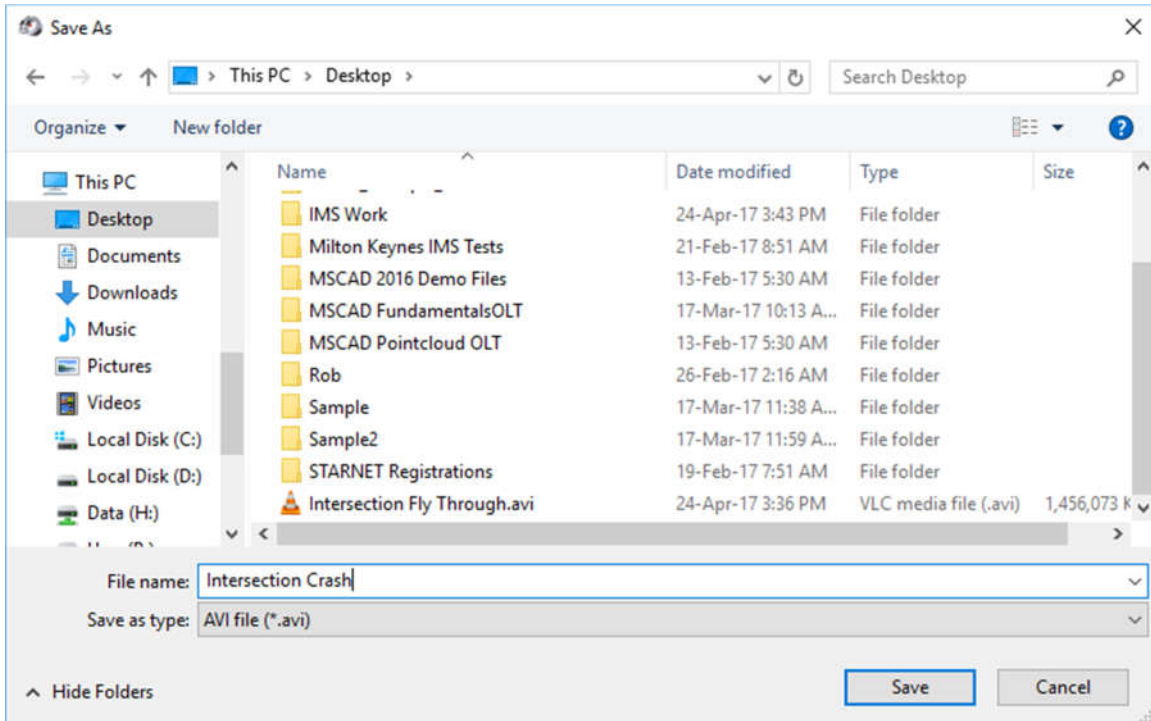 Save As
This PC > Desktop >
Search Desktop
Organize
New folder
Name
Date modified
Type
Size
This PC
Desktop
Documents
Downloads
Music
Pictures
Videos
Local Disk (C:)
Local Disk (D:)
Data (H:)
IMS Work 24-Apr-17 3:43 PM File folder
Milton Keynes IMS Tests 21-Feb-17 8:51 AM File folder
MSCAD 2016 Demo Files 13-Feb-17 5:30 AM File folder
MSCAD FundamentalsOLT 17-Mar-17 10:13 A... File folder
MSCAD Pointcloud OLT 13-Feb-17 5:30 AM File folder
Rob 26-Feb-17 2:16 AM File folder
Sample 17-Mar-17 11:38 A... File folder
Sample2 17-Mar-17 11:59 A... File folder
STARNET Registrations 19-Feb-17 7:51 AM File folder
Intersection Fly Through.avi 24-Apr-17 3:36 PM VLC media file (.avi) 1,456,073 K
File name: Intersection Crash
Save as type: AVI file (*.avi)
Hide Folders
Save
Cancel